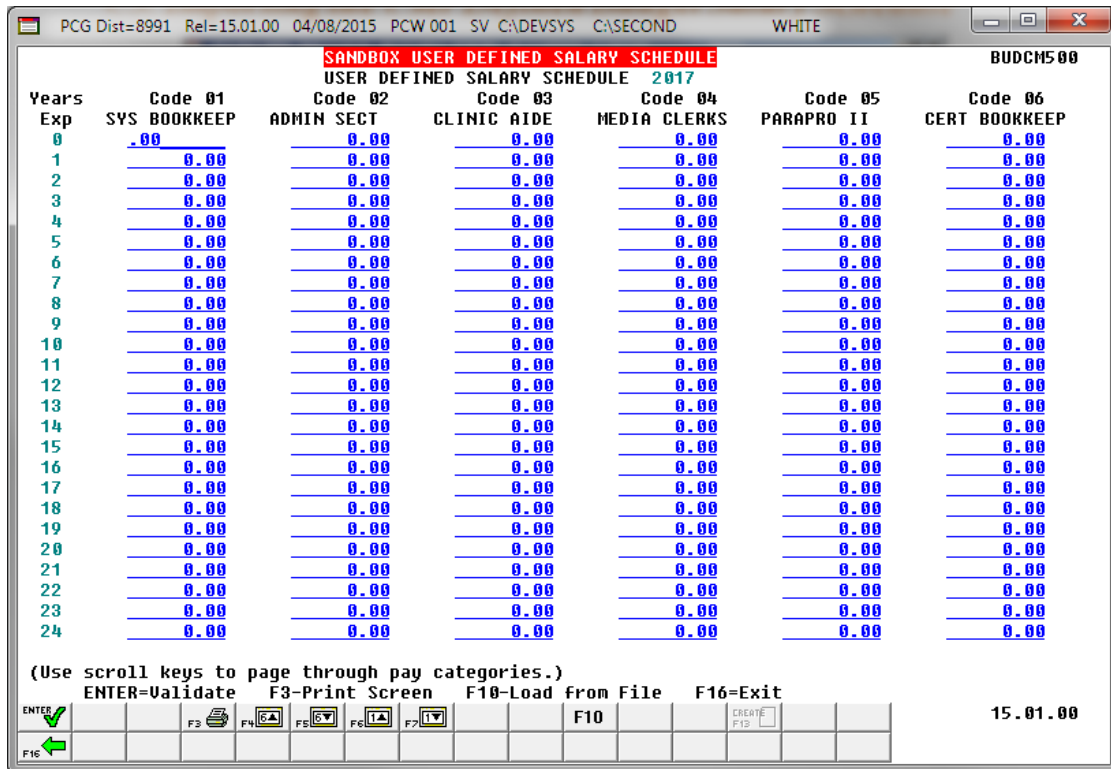 PCG Dist=8991 Rel=15.01.00 04/08/2015 PCW 001 SV C:\DEVSYS C:\SECOND WHITE
SANDBOX USER DEFINED SALARY SCHEDULE BUDCM500
USER DEFINED SALARY SCHEDULE 2017
Years Code 01 Code 02 Code 03 Code 04 Code 05 Code 06
Exp SYS BOOKKEEP ADMIN SECT CLINIC AIDE MEDIA CLERKS PARAPRO II CERT BOOKKEEP
0 .00 0.00 0.00 0.00 0.00 0.00
1 0.00 0.00 0.00 0.00 0.00 0.00
2 0.00 0.00 0.00 0.00 0.00 0.00
3 0.00 0.00 0.00 0.00 0.00 0.00
4 0.00 0.00 0.00 0.00 0.00 0.00
5 0.00 0.00 0.00 0.00 0.00 0.00
6 0.00 0.00 0.00 0.00 0.00 0.00
7 0.00 0.00 0.00 0.00 0.00 0.00
8 0.00 0.00 0.00 0.00 0.00 0.00
9 0.00 0.00 0.00 0.00 0.00 0.00
10 0.00 0.00 0.00 0.00 0.00 0.00
11 0.00 0.00 0.00 0.00 0.00 0.00
12 0.00 0.00 0.00 0.00 0.00 0.00
13 0.00 0.00 0.00 0.00 0.00 0.00
14 0.00 0.00 0.00 0.00 0.00 0.00
15 0.00 0.00 0.00 0.00 0.00 0.00
16 0.00 0.00 0.00 0.00 0.00 0.00
17 0.00 0.00 0.00 0.00 0.00 0.00
18 0.00 0.00 0.00 0.00 0.00 0.00
19 0.00 0.00 0.00 0.00 0.00 0.00
20 0.00 0.00 0.00 0.00 0.00 0.00
21 0.00 0.00 0.00 0.00 0.00 0.00
22 0.00 0.00 0.00 0.00 0.00 0.00
23 0.00 0.00 0.00 0.00 0.00 0.00
24 0.00 0.00 0.00 0.00 0.00 0.00
(Use scroll keys to page through pay categories.)
ENTER=Validate F3-Print Screen F10-Load from File F16=Exit
ENTER F3 F4 6▲ F5 6▼ F6 1▲ F7 1▼ F10 CREATE F13 15.01.00
F16